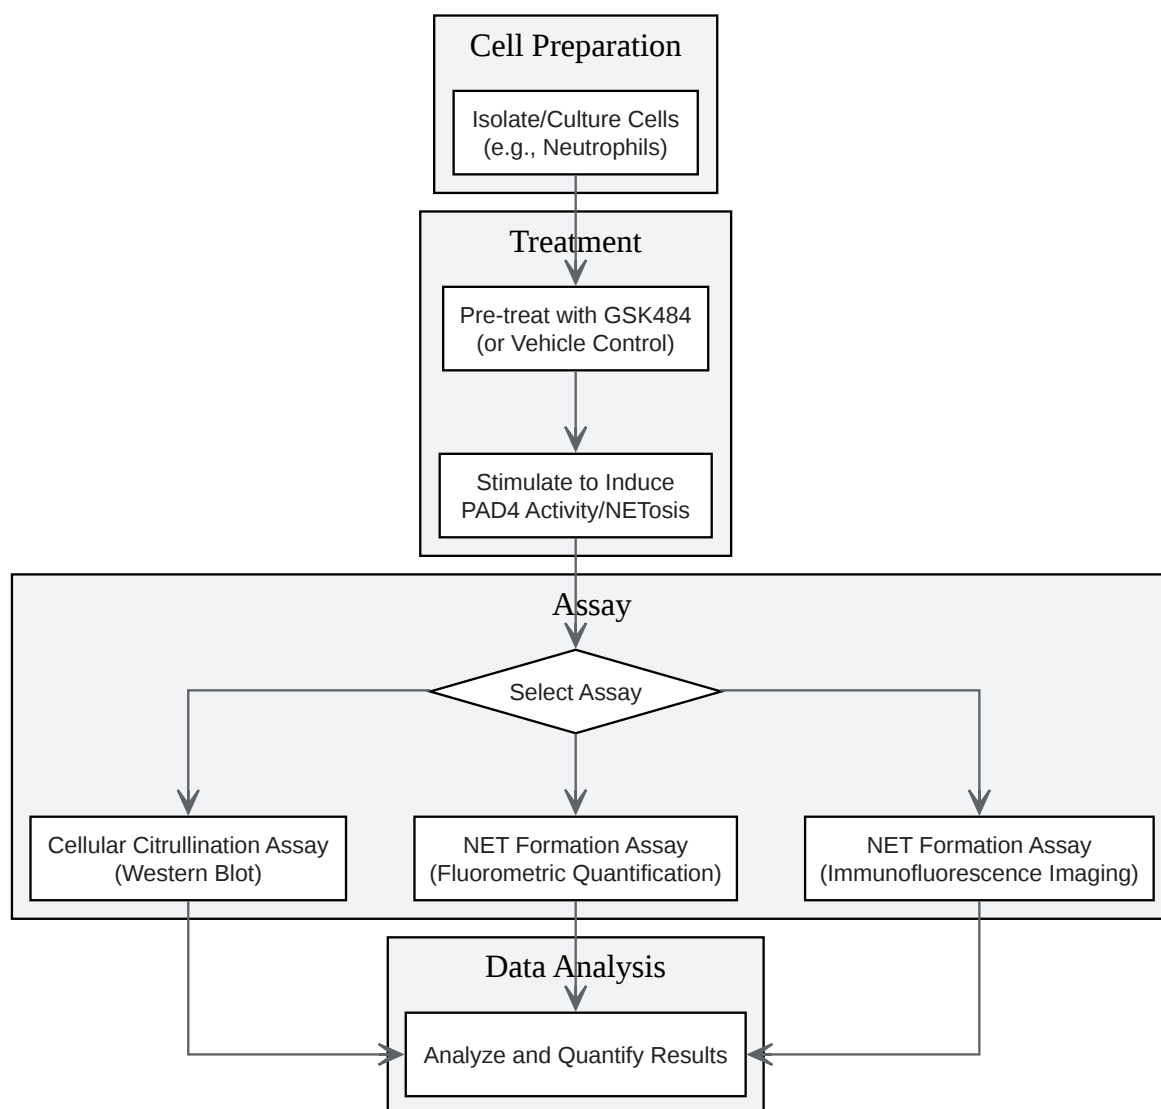 Cell Preparation
Isolate/Culture Cells
(e.g., Neutrophils)
Treatment
Pre-treat with GSK484
(or Vehicle Control)
Stimulate to Induce
PAD4 Activity/NETosis
Assay
Select Assay
Cellular Citrullination Assay
(Western Blot)
NET Formation Assay
(Fluorometric Quantification)
NET Formation Assay
(Immunofluorescence Imaging)
Data Analysis
Analyze and Quantify Results